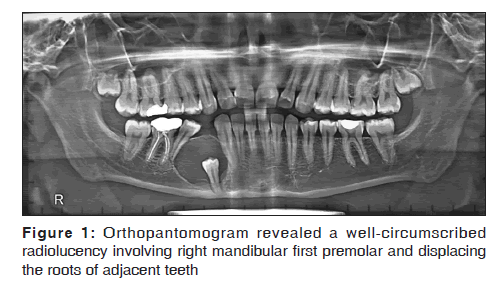 R
Figure 1: Orthopantomogram revealed a well-circumscribed
radiolucency involving right mandibular first premolar and displacing
the roots of adjacent teeth